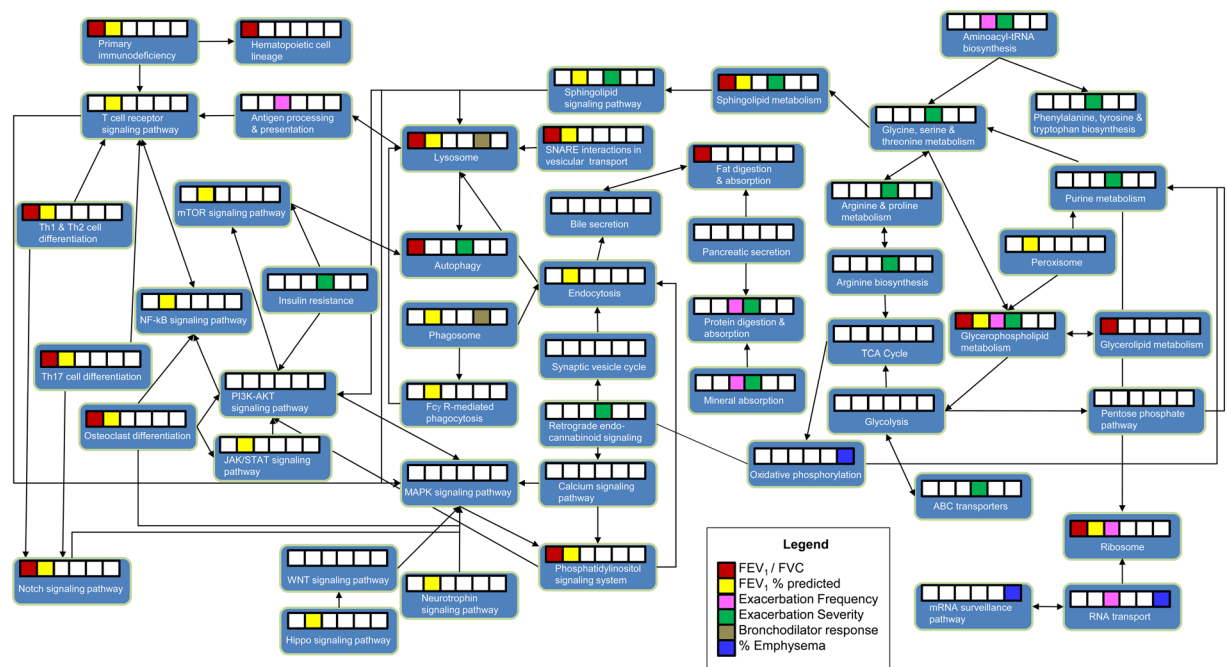 Primary
immunodeficiency
Hematopoietic cell
lineage
Aminoacyl-tRNA
biosynthesis
T cell receptor
signaling pathway
Antigen processing
& presentation
Sphingolipid
signaling pathway
Sphingolipid metabolism
Glycine, serine &
threonine metabolism
Phenylalanine, tyrosine &
tryptophan biosynthesis
Lysosome
SNARE interactions in
vesicular transport
Fat digestion
& absorption
Arginine & proline
metabolism
Purine metabolism
Th1 & Th2 cell
differentiation
mTOR signaling pathway
Bile secretion
Pancreatic secretion
Autophagy
Insulin resistance
Endocytosis
Arginine biosynthesis
Peroxisome
NF-kB signaling pathway
Phagosome
Protein digestion &
absorption
TCA Cycle
Glycerophospholipid
metabolism
Glycerolipid metabolism
Th17 cell differentiation
PI3K-AKT
signaling pathway
Fcγ R-mediated
phagocytosis
Synaptic vesicle cycle
Mineral absorption
Glycolysis
Pentose phosphate
pathway
Osteoclast differentiation
JAK/STAT signaling
pathway
Retrograde endo-
cannabinoid signaling
Oxidative phosphorylation
MAPK signaling pathway
Calcium signaling
pathway
ABC transporters
Ribosome
Notch signaling pathway
WNT signaling pathway
Neurotrophin
signaling pathway
Phosphatidylinositol
signaling system
Hippo signaling pathway
mRNA surveillance
pathway
RNA transport
Legend
FEV1 / FVC
FEV1 % predicted
Exacerbation Frequency
Exacerbation Severity
Bronchodilator response
% Emphysema